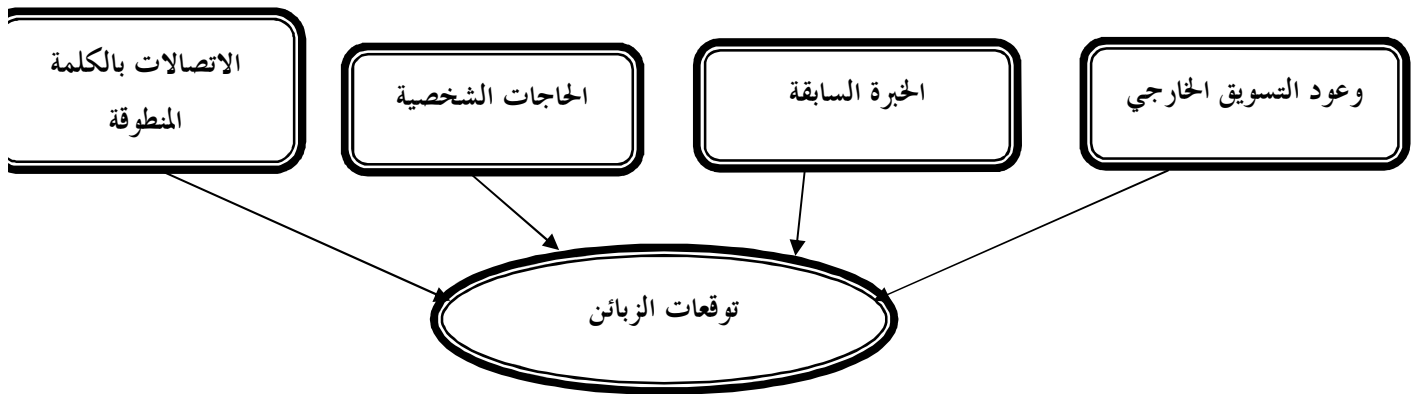 وعود التسويق الخارجي
الخبرة السابقة
الحاجات الشخصية
الاتصالات بالكلمة
المنطوقة
توقعات الزبائن